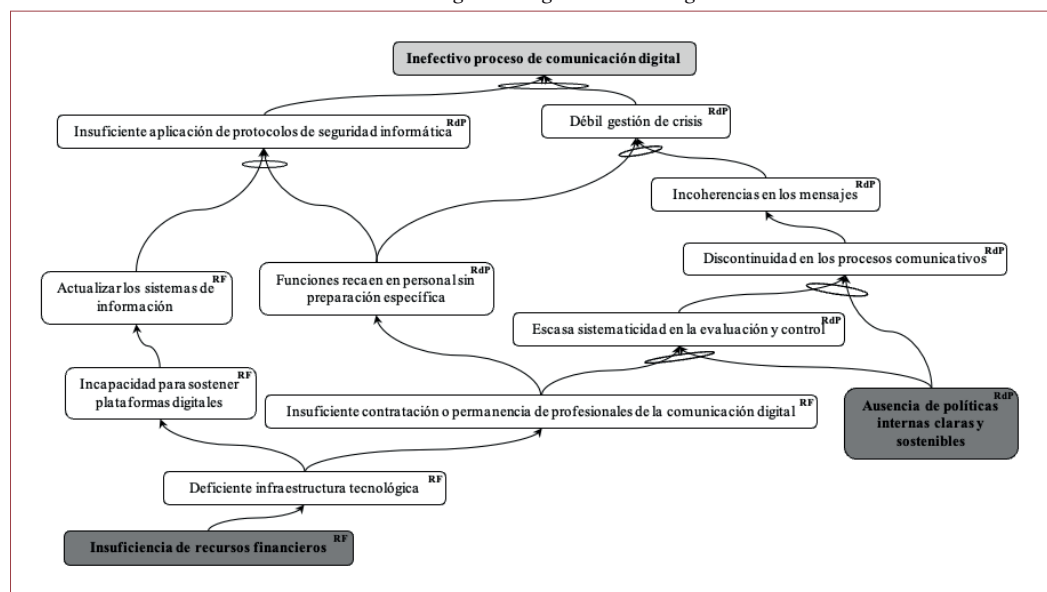 Inefectivo proceso de comunicación digital
Insuficiente aplicación de protocolos de seguridad informática RdP
Débil gestión de crisis RdP
Incoherencias en los mensajes RdP
Discontinuidad en los procesos comunicativos RdP
Actualizar los sistemas de RF
información
Funciones recaen en personal sin RdP
preparación específica
Escasa sistematicidad en la evaluación y control RdP
Incapacidad para sostener RF
plataformas digitales
Insuficiente contratación o permanencia de profesionales de la comunicación digital RF
Ausencia de políticas RdP
internas claras y
sostenibles
Deficiente infraestructura tecnológica RF
Insuficiencia de recursos financieros RF